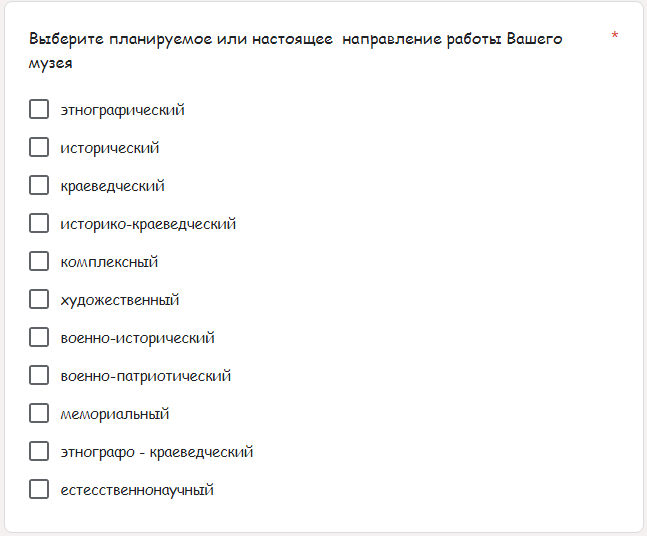 Выберите планируемое или настоящее направление работы Вашего *
музея
этнографический
исторический
краеведческий
историко-краеведческий
комплексный
художественный
военно-исторический
военно-патриотический
мемориальный
этнографо - краеведческий
естесственнонаучный